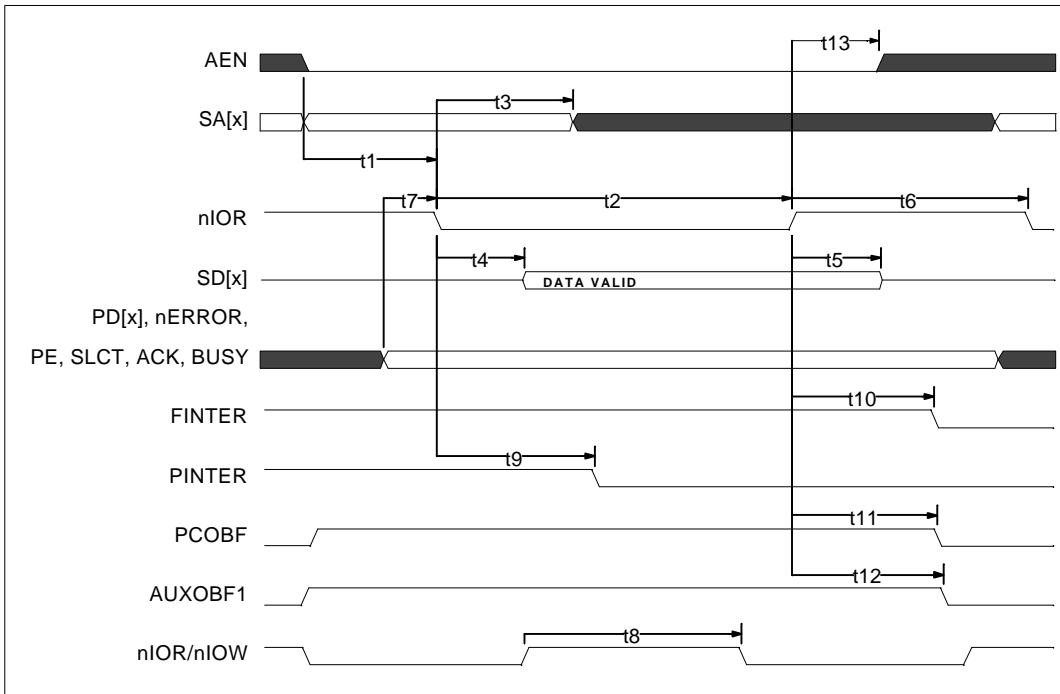 AEN
t13
SA[x]
t3
t1
nIOR
t7
t2
t6
SD[x]
t4
DATA VALID
t5
PD[x], nERROR,
PE, SLCT, ACK, BUSY
FINTER
t10
PINTER
t9
PCOBF
t11
AUXOBF1
t12
nIOR/nIOW
t8